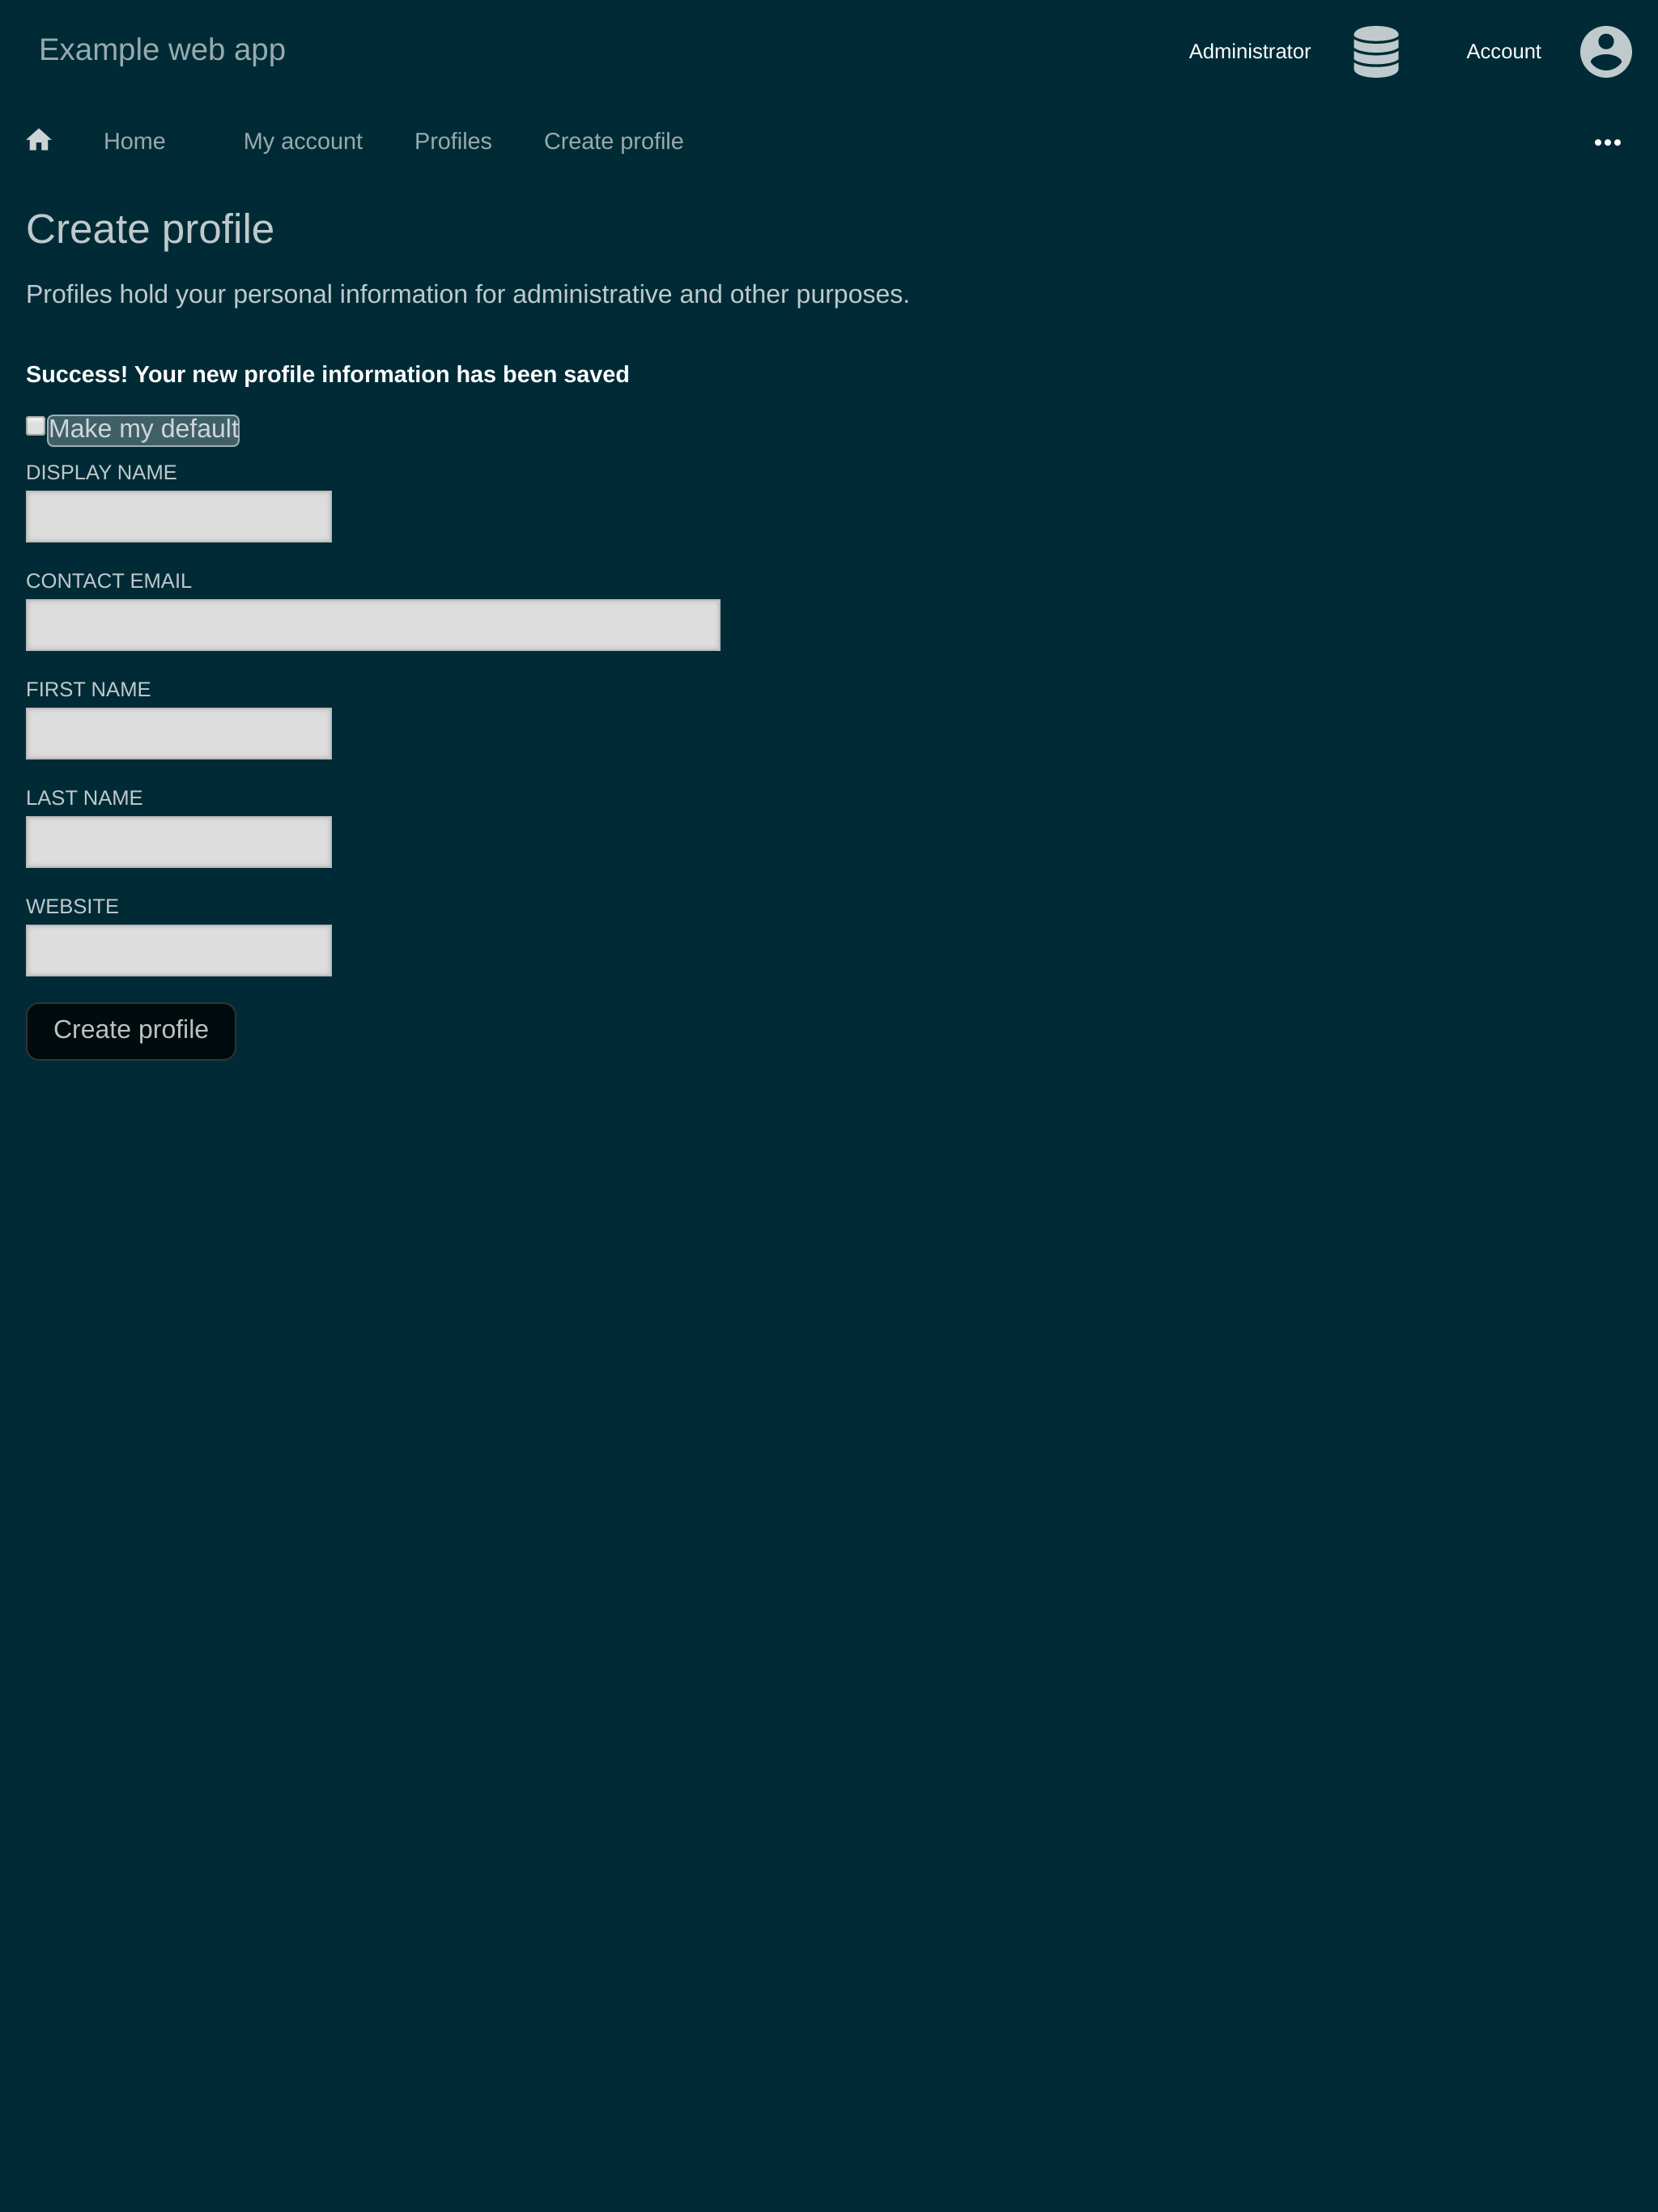 Example web app
Administrator
Account
Home
My account
Profiles
Create profile
Create profile
Profiles hold your personal information for administrative and other purposes.
Success! Your new profile information has been saved
Make my default
DISPLAY NAME
CONTACT EMAIL
FIRST NAME
LAST NAME
WEBSITE
Create profile